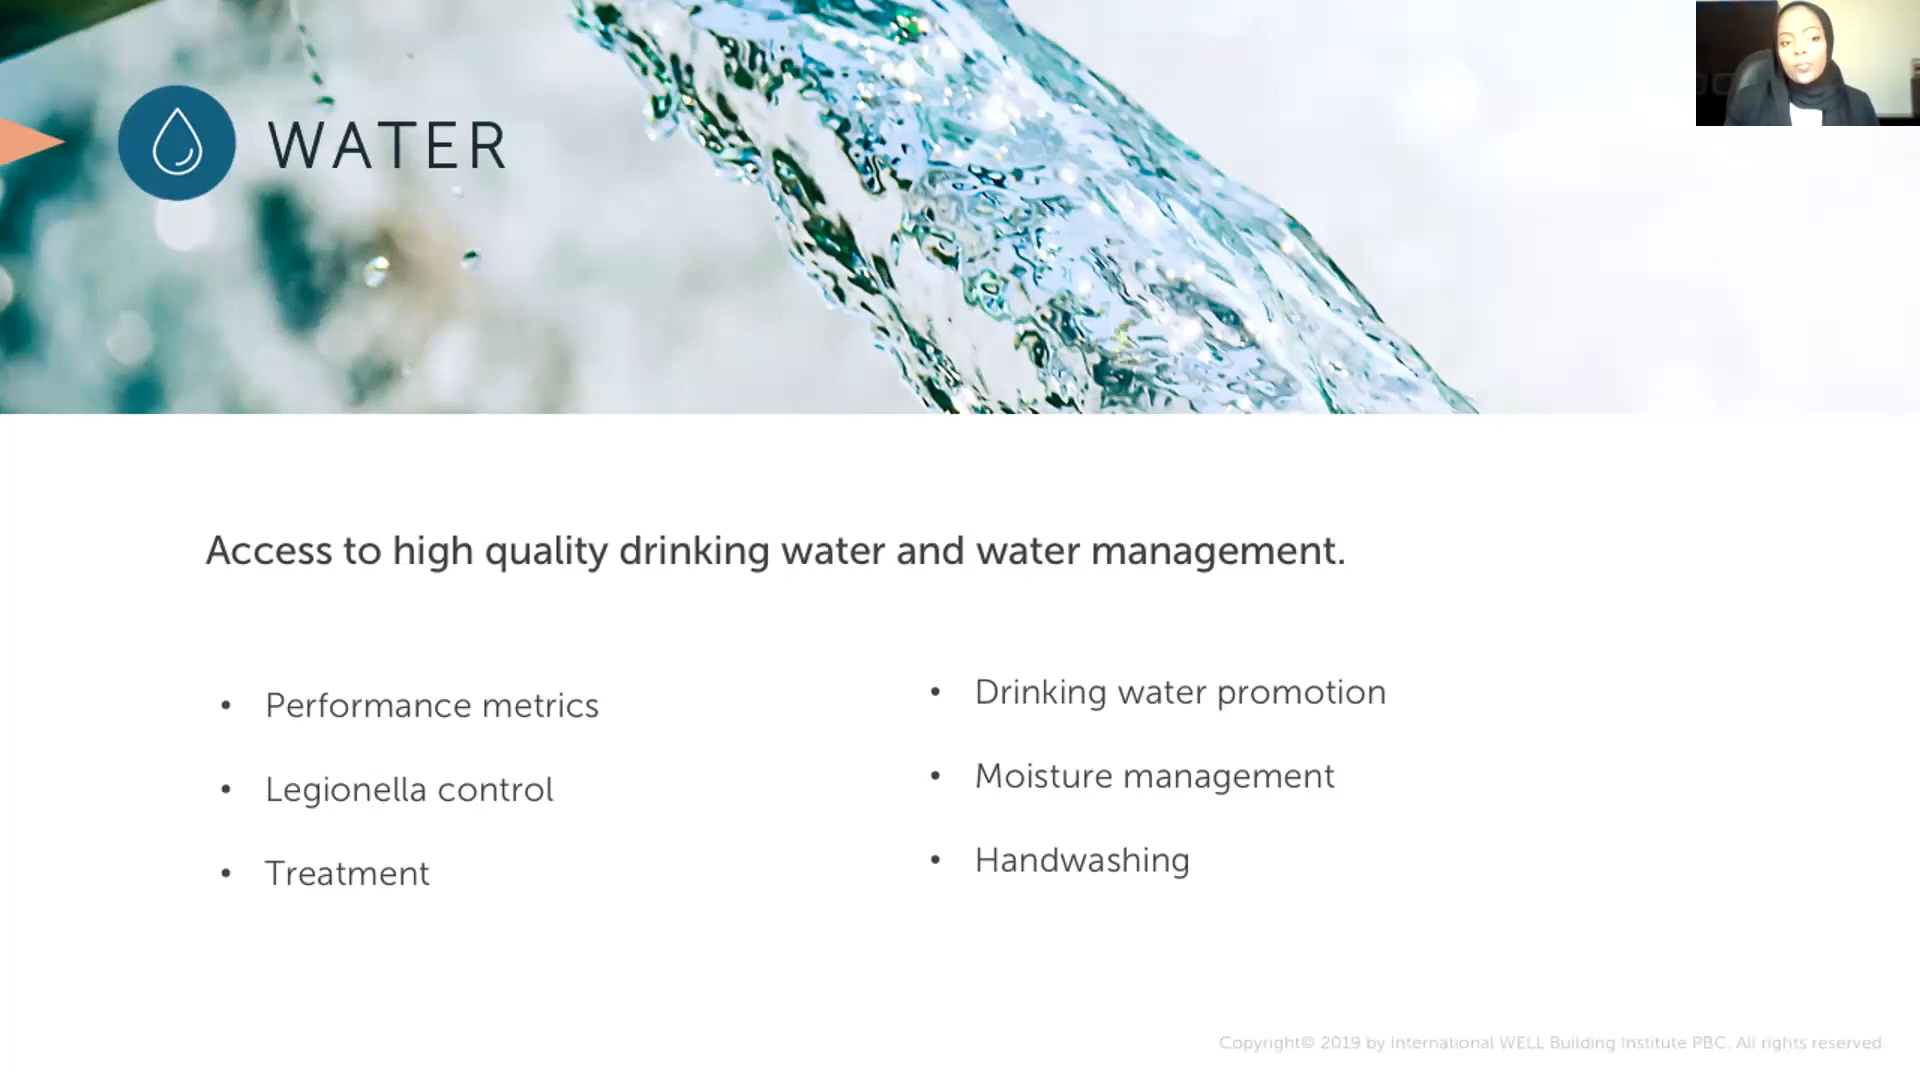 WATER
Access to high quality drinking water and water management.
• Performance metrics
• Legionella control
• Treatment
• Drinking water promotion
• Moisture management
• Handwashing
Copyright© 2019 by International WELL Building Institute PBC. All rights reserved